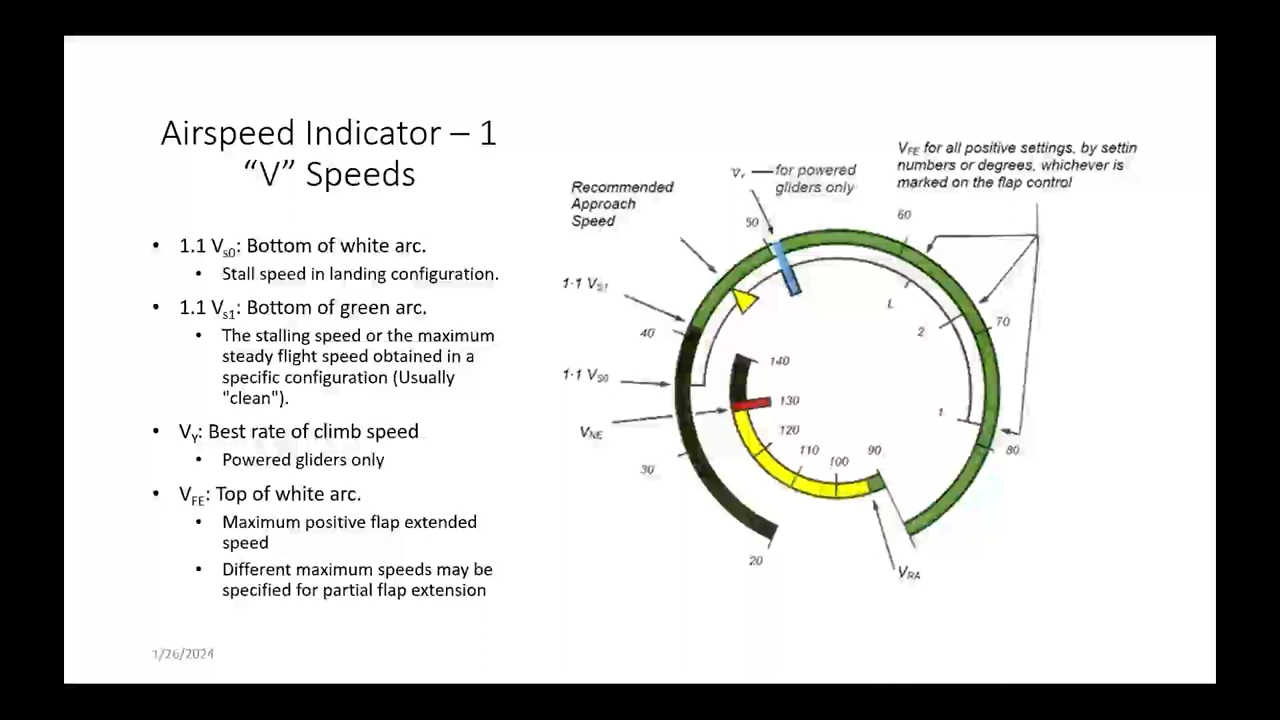 Airspeed Indicator – 1
“V” Speeds
• 1.1 Vs0: Bottom of white arc.
• Stall speed in landing configuration.
• 1.1 Vs1: Bottom of green arc.
• The stalling speed or the maximum
steady flight speed obtained in a
specific configuration (Usually
"clean").
• VY: Best rate of climb speed
• Powered gliders only
• VFE: Top of white arc.
• Maximum positive flap extended
speed
• Different maximum speeds may be
specified for partial flap extension
1/26/2024
VFE for all positive settings, by settin
numbers or degrees, whichever is
marked on the flap control
Vy — for powered
gliders only
Recommended
Approach
Speed
1·1 VS1
1·1 VS0
VNE
VRA
20
30
40
50
60
70
80
90
100
110
120
130
140
L
2
1